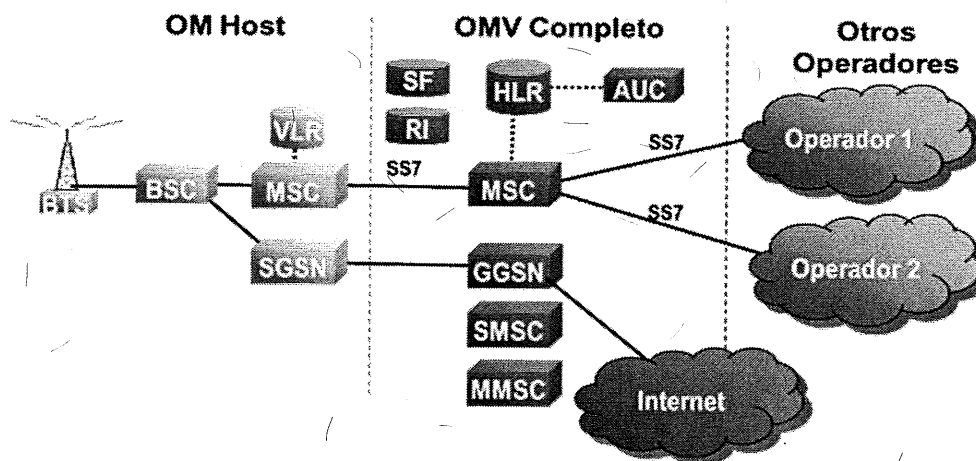 OM Host
OMV Completo
Otros
Operadores
SF
HLR
AUC
VLR
RI
SS7
Operador 1
BTS
BSC
MSC
SS7
MSC
SS7
Operador 2
SGSN
GGSN
SMSC
MMSC
Internet